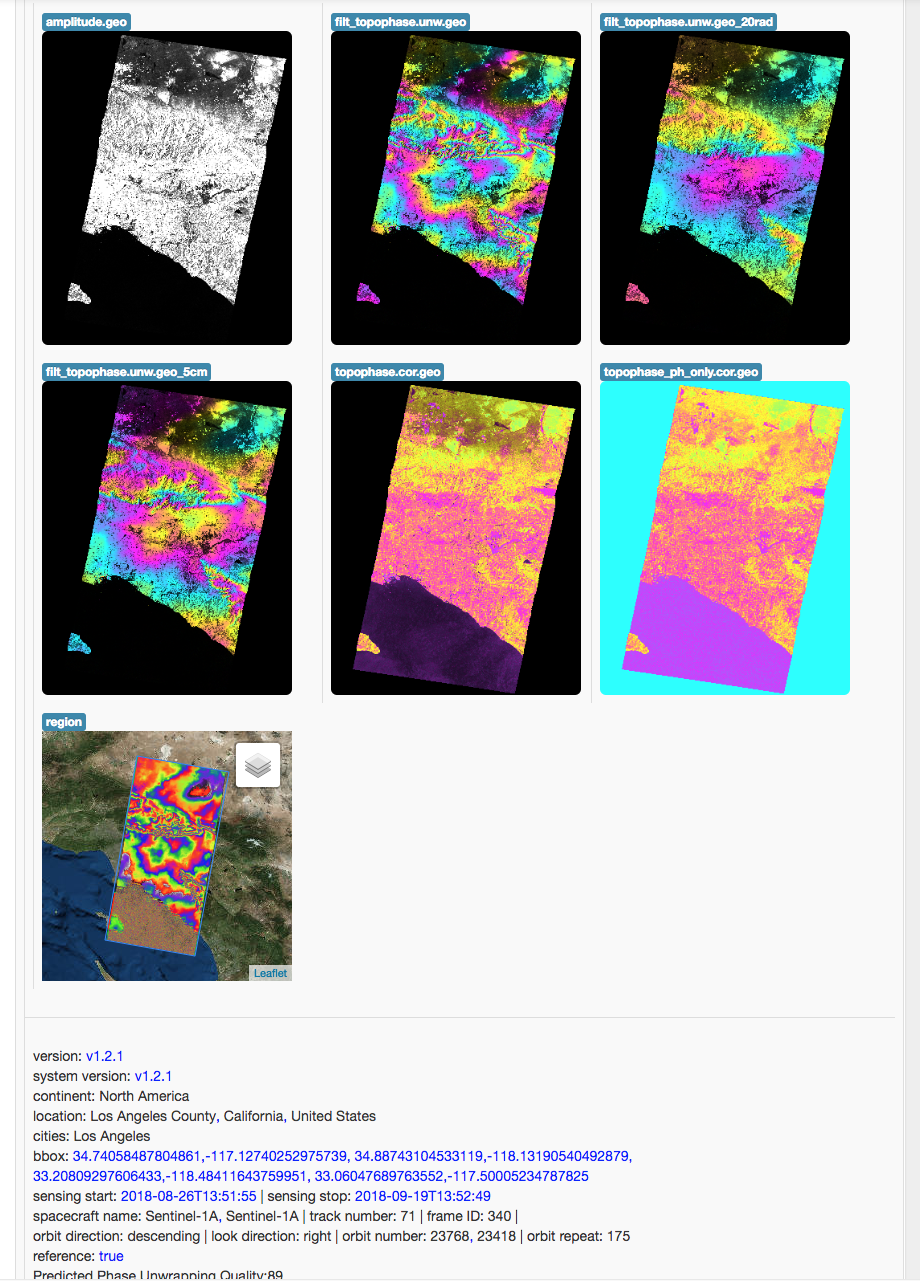 amplitude.geo
filt_topophase.unw.geo
filt_topophase.unw.geo_20rad
filt_topophase.unw.geo_5cm
topophase.cor.geo
topophase_ph_only.cor.geo
region
Leaflet
version: v1.2.1
system version: v1.2.1
continent: North America
location: Los Angeles County, California, United States
cities: Los Angeles
bbox: 34.74058487804861,-117.12740252975739, 34.88743104533119,-118.13190540492879,
33.20809297606433,-118.48411643759951, 33.06047689763552,-117.50005234787825
sensing start: 2018-08-26T13:51:55 | sensing stop: 2018-09-19T13:52:49
spacecraft name: Sentinel-1A, Sentinel-1A | track number: 71 | frame ID: 340 |
orbit direction: descending | look direction: right | orbit number: 23768, 23418 | orbit repeat: 175
reference: true
Predicted Phase Unwrapping Quality:89